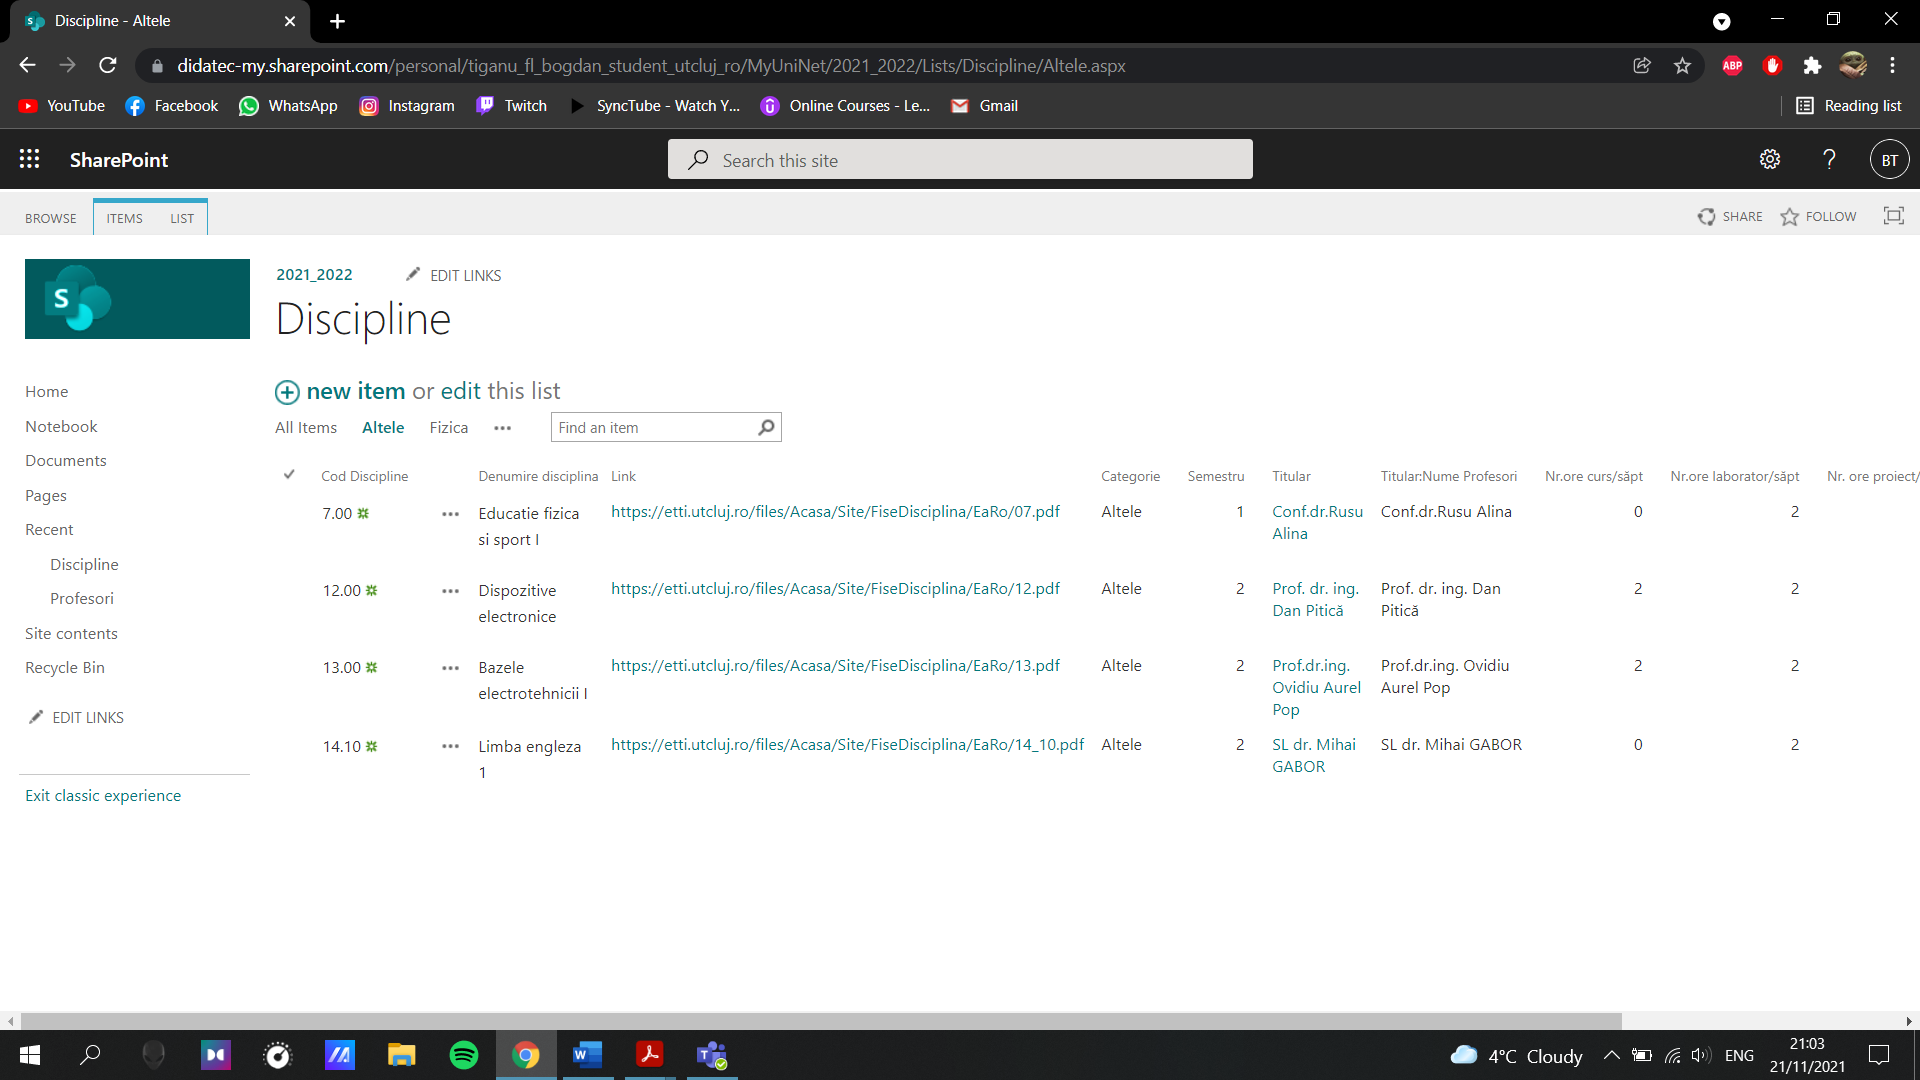 Discipline - Altele
didatec-my.sharepoint.com/personal/tiganu_fl_bogdan_student_utcluj_ro/MyUniNet/2021_2022/Lists/Discipline/Altele.aspx
ABP
YouTube Facebook WhatsApp Instagram Twitch SyncTube - Watch Y... Online Courses - Le... Gmail Reading list
SharePoint Search this site ? BT
BROWSE ITEMS LIST SHARE FOLLOW
S
2021_2022 EDIT LINKS
Discipline
Home
Notebook
Documents
Pages
Recent
Discipline
Profesori
Site contents
Recycle Bin
EDIT LINKS
Exit classic experience
new item or edit this list
All Items Altele Fizica ... Find an item
Cod Discipline Denumire disciplina Link Categorie Semestru Titular Titular:Nume Profesori Nr.ore curs/săpt Nr.ore laborator/săpt Nr. ore proiect/
7.00 ... Educatie fizica https://etti.utcluj.ro/files/Acasa/Site/FiseDisciplina/EaRo/07.pdf Altele 1 Conf.dr.Rusu Conf.dr.Rusu Alina 0 2
si sport I Alina
12.00 ... Dispozitive https://etti.utcluj.ro/files/Acasa/Site/FiseDisciplina/EaRo/12.pdf Altele 2 Prof. dr. ing. Prof. dr. ing. Dan 2 2
electronice Dan Pitică Pitică
13.00 ... Bazele https://etti.utcluj.ro/files/Acasa/Site/FiseDisciplina/EaRo/13.pdf Altele 2 Prof.dr.ing. Prof.dr.ing. Ovidiu 2 2
electrotehnicii I Ovidiu Aurel Aurel Pop
Pop
14.10 ... Limba engleza https://etti.utcluj.ro/files/Acasa/Site/FiseDisciplina/EaRo/14_10.pdf Altele 2 SL dr. Mihai SL dr. Mihai GABOR 0 2
1 GABOR
4°C Cloudy ENG 21:03
21/11/2021